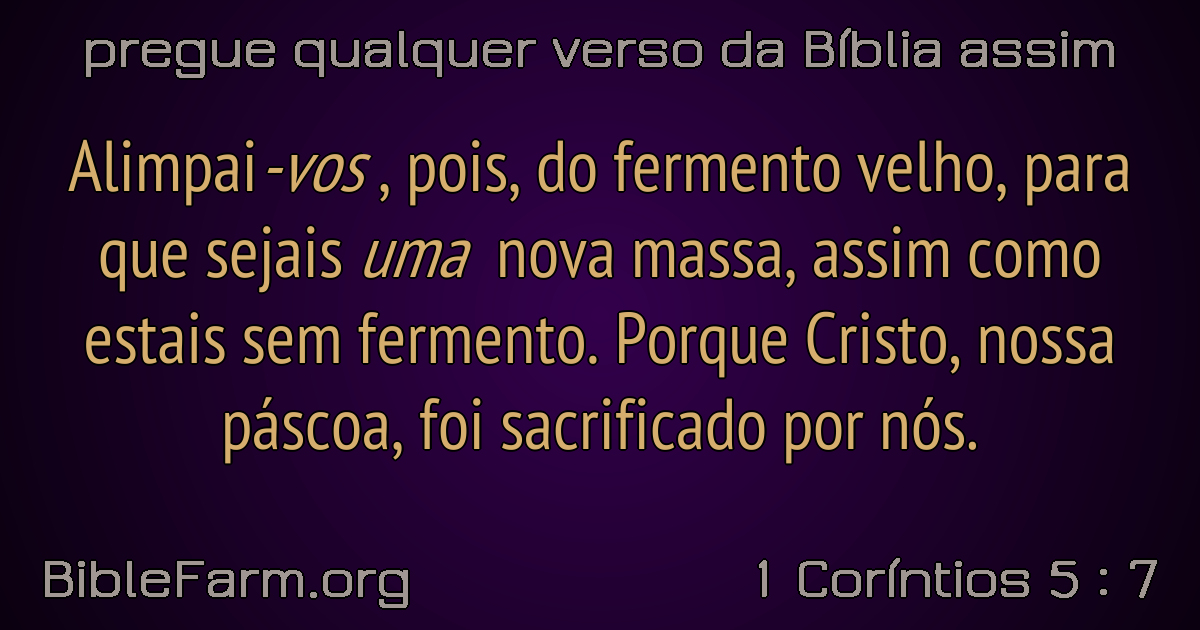 pregue qualquer verso da Bíblia assim
Alimpai-vos , pois, do fermento velho, para
que sejais uma nova massa, assim como
estais sem fermento. Porque Cristo, nossa
páscoa, foi sacrificado por nós.
BibleFarm.org
1 Coríntios 5 : 7